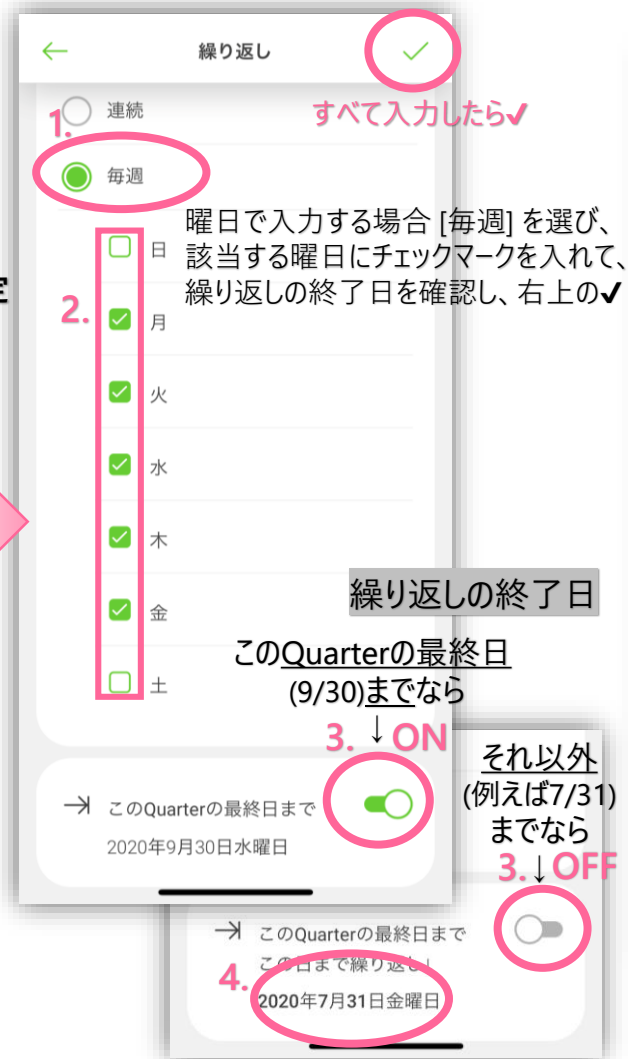 繰り返し
1.
連続
すべて入力したら✓
毎週
曜日で入力する場合 [毎週] を選び、
該当する曜日にチェックマークを入れて、
繰り返しの終了日を確認し、右上の✓
定
2.
日
月
火
水
木
金
土
繰り返しの終了日
このQuarterの最終日
(9/30)までなら
3. ↓ ON
このQuarterの最終日まで
2020年9月30日水曜日
それ以外
(例えば7/31)
までなら
3.↓OFF
このQuarterの最終日まで
4.
この日まで繰り返し↓
2020年7月31日金曜日